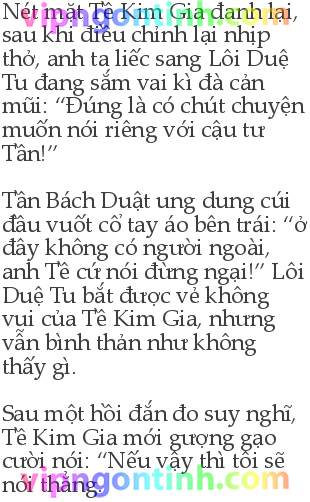 vipngontinh.com
Nét mặt Tề Kim Gia đanh lại,
sau khi điều chỉnh lại nhịp
thở, anh ta liếc sang Lôi Duệ
Tu đang sắm vai kì đà cản
mũi: “Đúng là có chút chuyện
muốn nói riêng với cậu tư
Tần!”
Tần Bách Duật ung dung cúi
đầu vuốt cổ tay áo bên trái: “ở
đây không có người ngoài,
anh Tề cứ nói đừng ngại!” Lôi
Duệ Tu bắt được vẻ không
vui của Tề Kim Gia, nhưng
vẫn bình thản như không
thấy gì.
Sau một hồi đắn đo suy nghĩ,
Tề Kim Gia mới gượng gạo
cười nói: “Nếu vậy thì tôi sẽ
nói thẳng.
vipngontinh.com